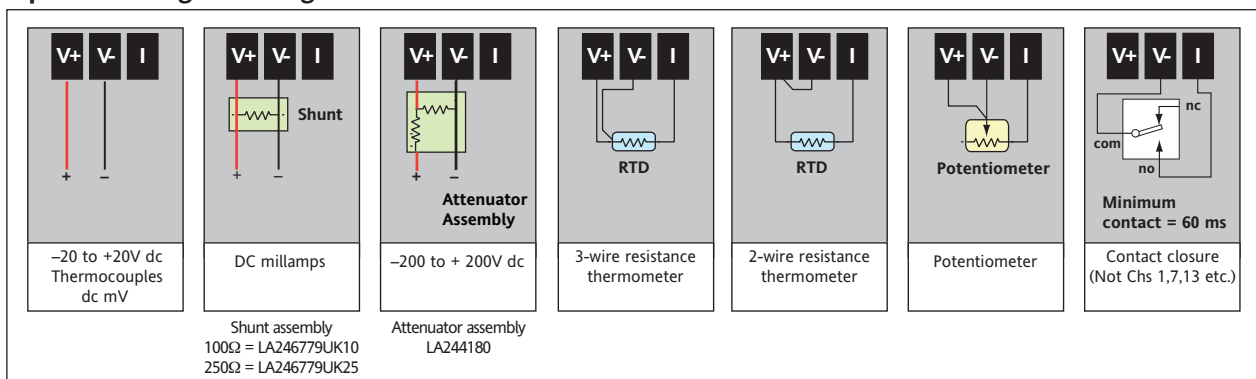 V+ V- I
+ –
–20 to +20V dc
Thermocouples
dc mV
V+ V- I
Shunt
+ –
DC millamps
Shunt assembly
100Ω = LA246779UK10
250Ω = LA246779UK25
V+ V- I
+ –
Attenuator
Assembly
–200 to + 200V dc
Attenuator assembly
LA244180
V+ V- I
RTD
3-wire resistance
thermometer
V+ V- I
RTD
2-wire resistance
thermometer
V+ V- I
Potentiometer
Potentiometer
V+ V- I
nc
com
no
Minimum
contact = 60 ms
Contact closure
(Not Chs 1,7,13 etc.)